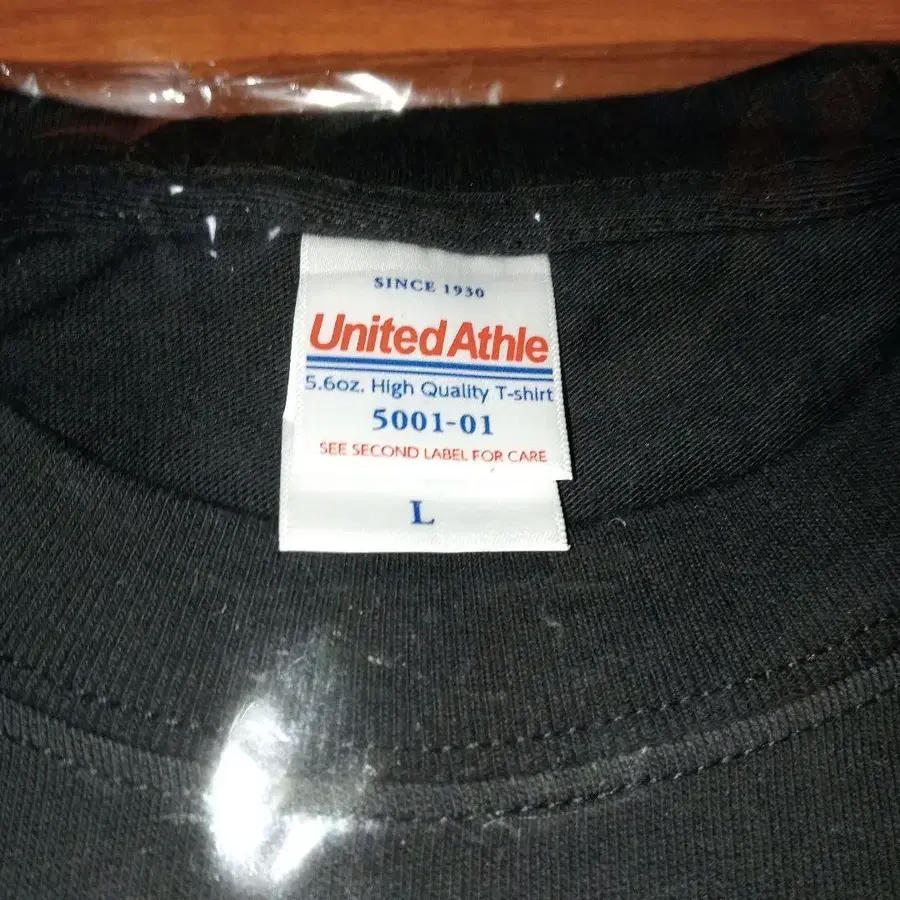 SINCE 1930
United Athle
5.6oz. High Quality T-shirt
5001-01
SEE SECOND LABEL FOR CARE
L